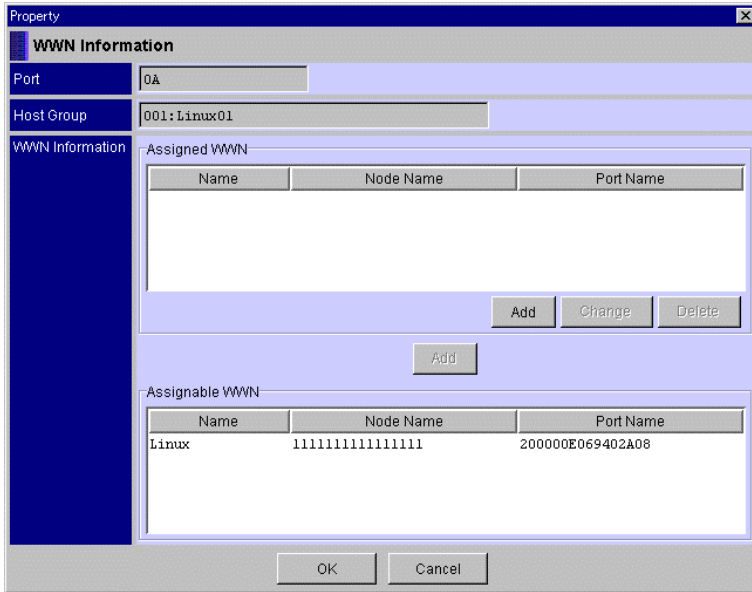 Property
WWN Information
Port 0A
Host Group 001:Linux01
WWN Information Assigned WWN
Name Node Name Port Name
Add Change Delete
Add
Assignable WWN
Name Node Name Port Name
Linux 1111111111111111 200000E069402A08
OK Cancel